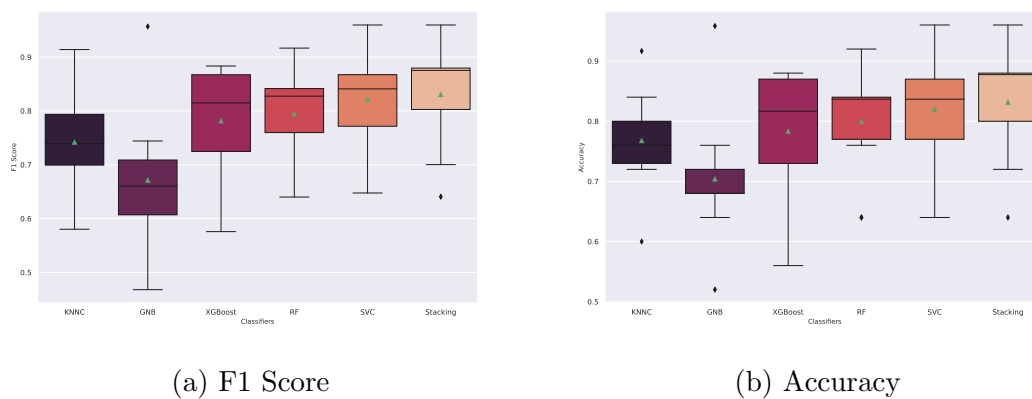 0.9
0.8
0.7
0.6
0.5
F1 Score
KNNC GNB XGBoost RF SVC Stacking
Classifiers
(a) F1 Score
0.9
0.8
0.7
0.6
0.5
Accuracy
KNNC GNB XGBoost RF SVC Stacking
Classifiers
(b) Accuracy